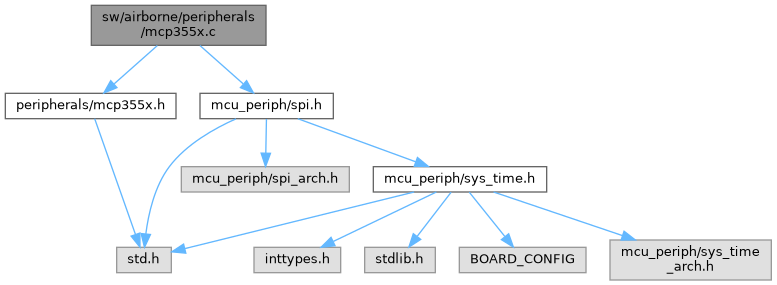 sw/airborne/peripherals
/mcp355x.c
peripherals/mcp355x.h
mcu_periph/spi.h
mcu_periph/spi_arch.h
mcu_periph/sys_time.h
std.h
inttypes.h
stdlib.h
BOARD_CONFIG
mcu_periph/sys_time
_arch.h